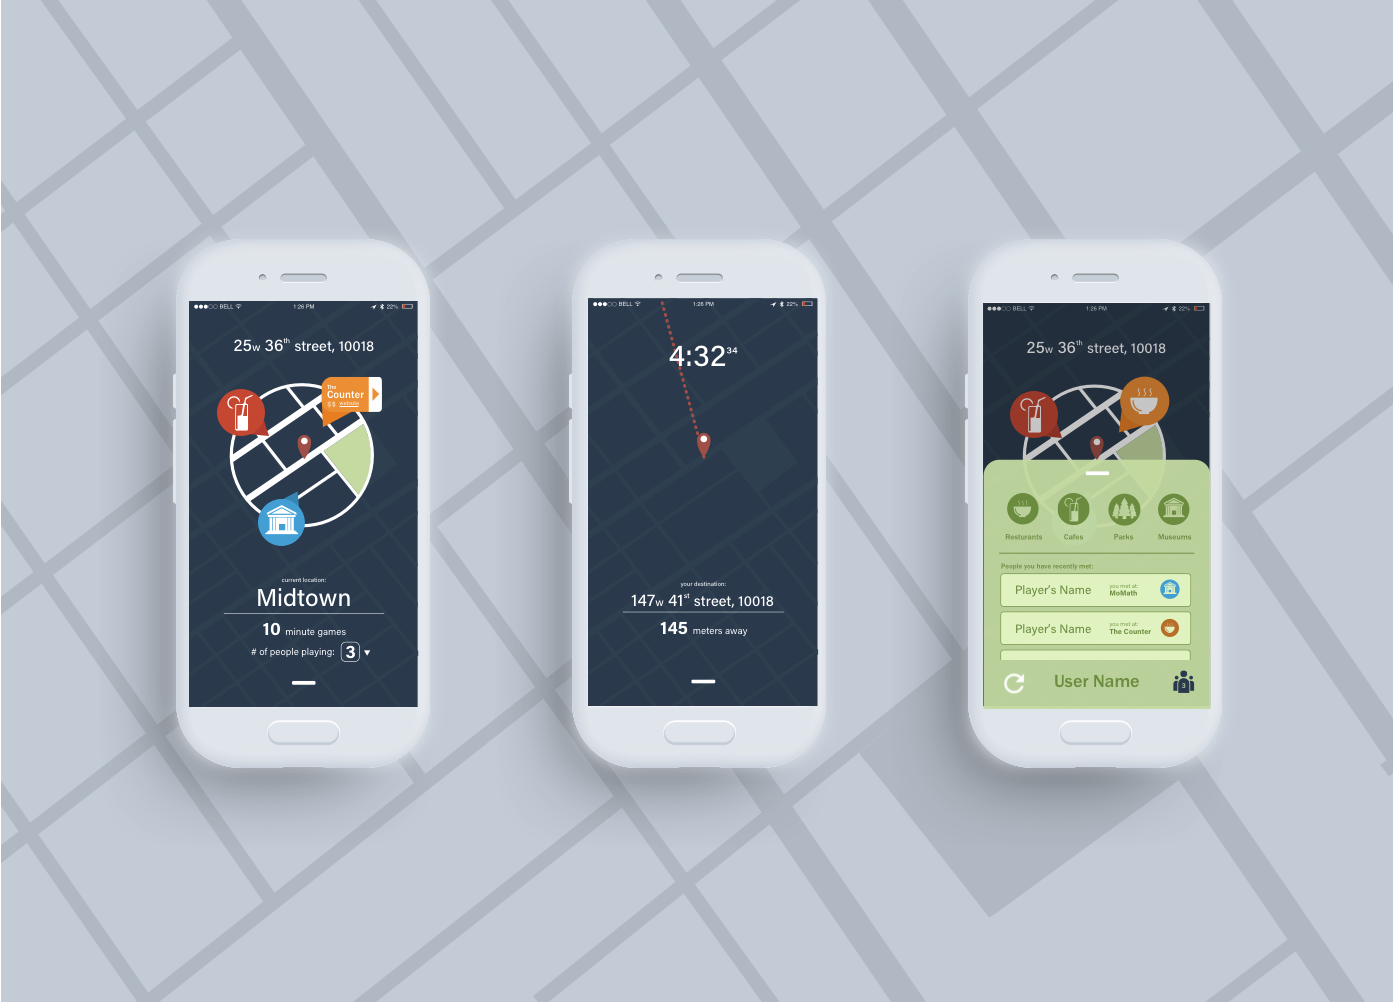 BELL 1:26 PM 22%
25w 36th street, 10018
The
Counter
$$ website
current location:
Midtown
10 minute games
# of people playing: 3
BELL 1:26 PM 22%
4:32 34
your destination:
147w 41st street, 10018
145 meters away
BELL 1:26 PM 22%
25w 36th street, 10018
Resturants Cafes Parks Museums
People you have recently met:
Player's Name you met at: MoMath
Player's Name you met at: The Counter
User Name 3